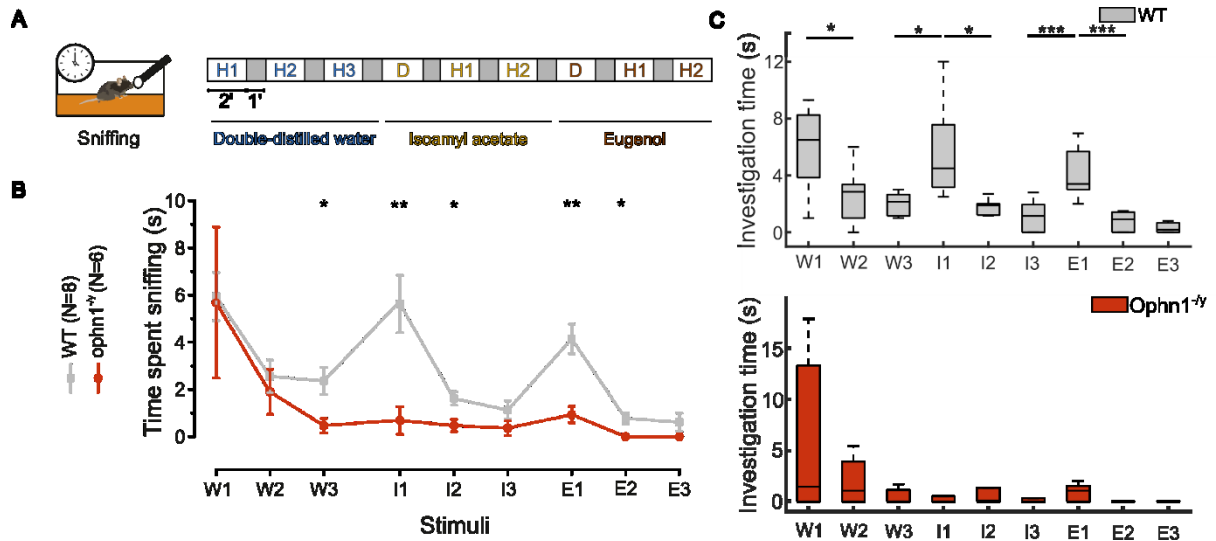 A
Sniffing
H1 H2 H3 D H1 H2 D H1 H2
2' 1'
Double-distilled water Isoamyl acetate Eugenol
B
WT (N=8)
ophn1⁻ʸ (N=6)
Time spent sniffing (s)
10
8
6
4
2
0
* ** * ** *
W1 W2 W3 I1 I2 I3 E1 E2 E3
Stimuli
C
WT
* * * *** ***
Investigation time (s)
12
8
4
0
W1 W2 W3 I1 I2 I3 E1 E2 E3
Ophn1⁻/ʸ
Investigation time (s)
15
10
5
0
W1 W2 W3 I1 I2 I3 E1 E2 E3